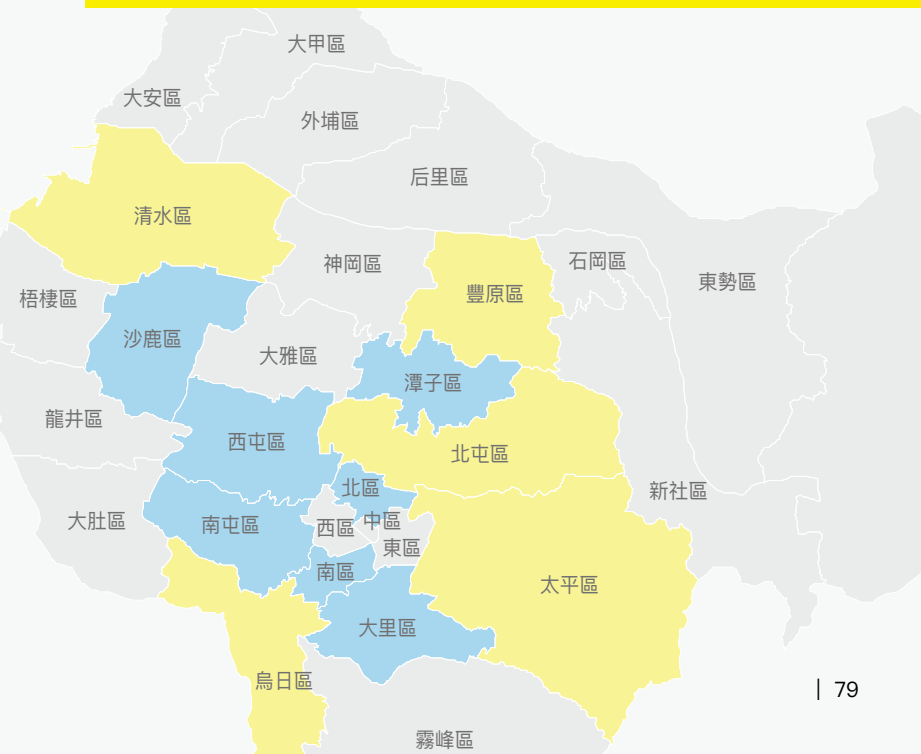 大甲區
大安區
外埔區
后里區
清水區
神岡區
石岡區
東勢區
豐原區
梧棲區
沙鹿區
大雅區
潭子區
龍井區
西屯區
北屯區
北區
新社區
大肚區
南屯區
西區
中區
東區
南區
太平區
大里區
烏日區
| 79
霧峰區